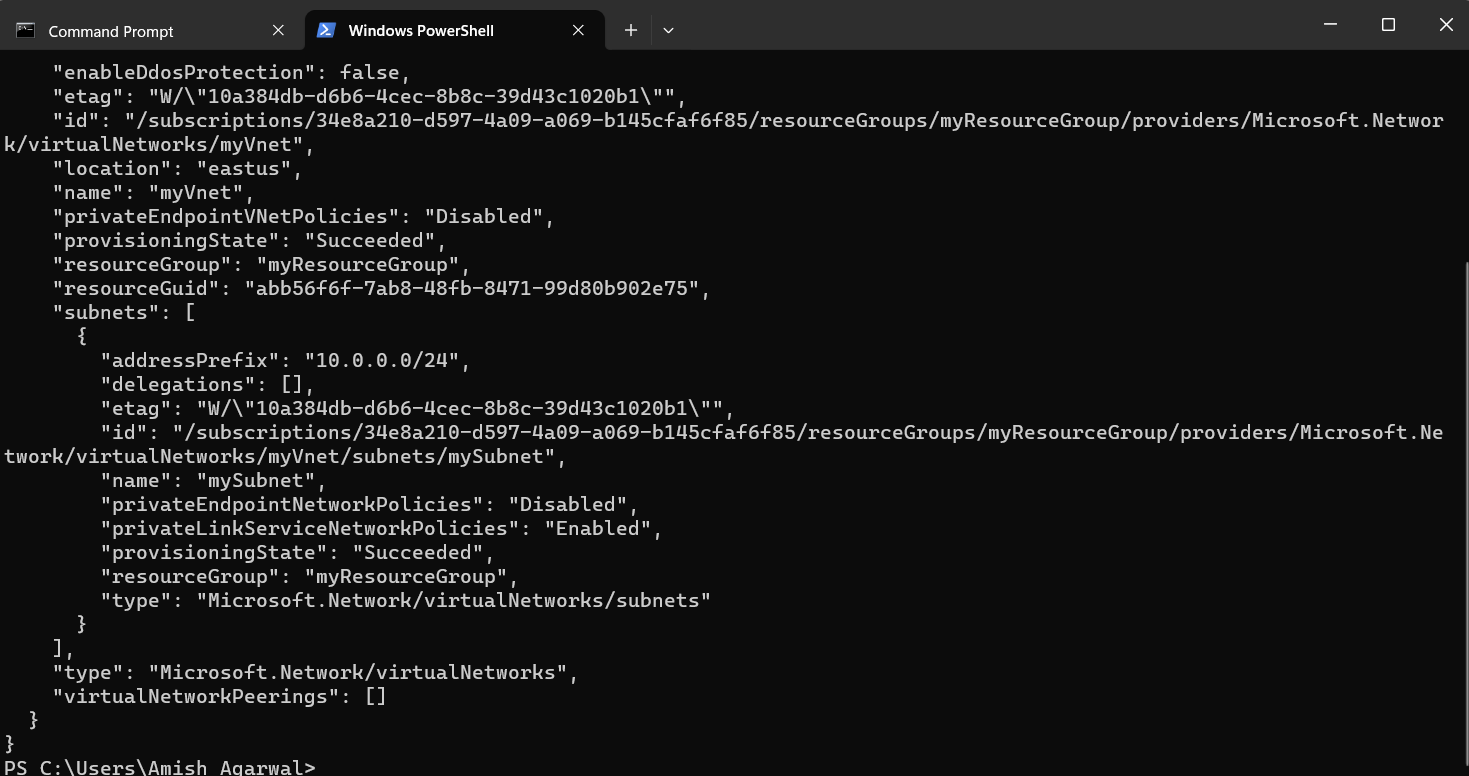 Command Prompt
Windows PowerShell
"enableDdosProtection": false,
"etag": "W/\"10a384db-d6b6-4cec-8b8c-39d43c1020b1\"",
"id": "/subscriptions/34e8a210-d597-4a09-a069-b145cfaf6f85/resourceGroups/myResourceGroup/providers/Microsoft.Networ
k/virtualNetworks/myVnet",
"location": "eastus",
"name": "myVnet",
"privateEndpointVNetPolicies": "Disabled",
"provisioningState": "Succeeded",
"resourceGroup": "myResourceGroup",
"resourceGuid": "abb56f6f-7ab8-48fb-8471-99d80b902e75",
"subnets": [
{
"addressPrefix": "10.0.0.0/24",
"delegations": [],
"etag": "W/\"10a384db-d6b6-4cec-8b8c-39d43c1020b1\"",
"id": "/subscriptions/34e8a210-d597-4a09-a069-b145cfaf6f85/resourceGroups/myResourceGroup/providers/Microsoft.Ne
twork/virtualNetworks/myVnet/subnets/mySubnet",
"name": "mySubnet",
"privateEndpointNetworkPolicies": "Disabled",
"privateLinkServiceNetworkPolicies": "Enabled",
"provisioningState": "Succeeded",
"resourceGroup": "myResourceGroup",
"type": "Microsoft.Network/virtualNetworks/subnets"
}
],
"type": "Microsoft.Network/virtualNetworks",
"virtualNetworkPeerings": []
}
}
PS C:\Users\Amish Agarwal>